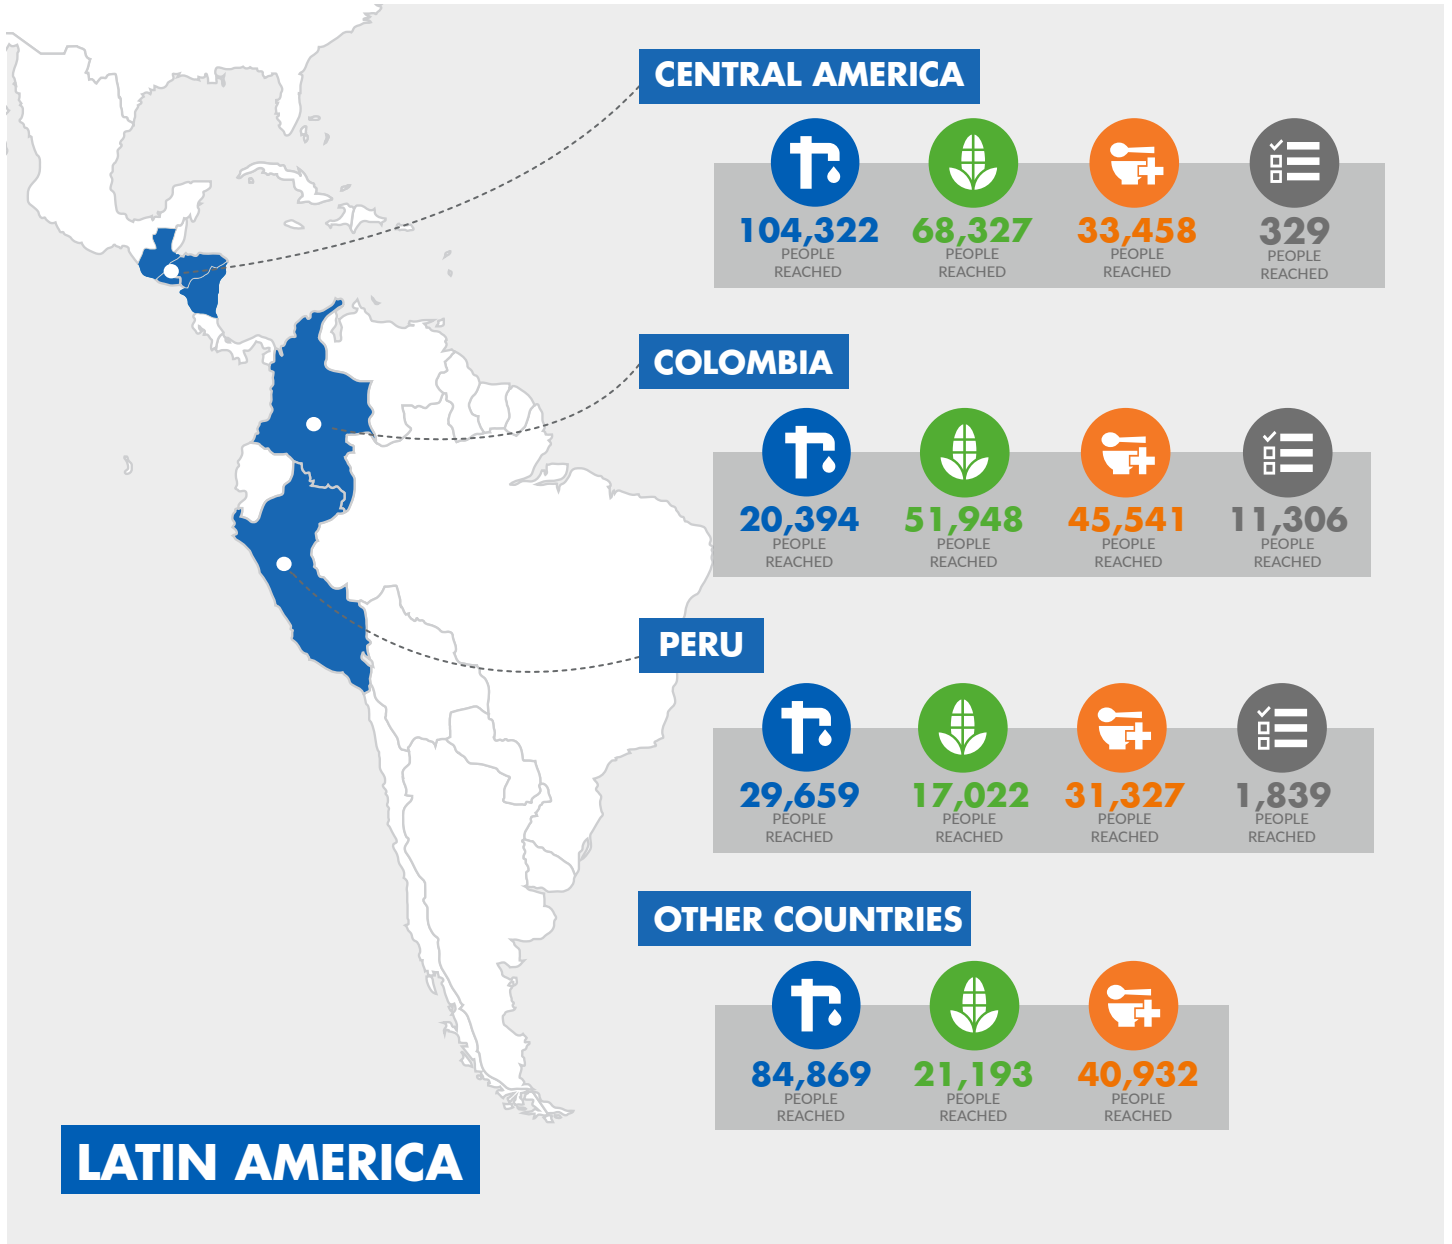 CENTRAL AMERICA
104,322 68,327 33,458 329
PEOPLE PEOPLE PEOPLE PEOPLE
REACHED REACHED REACHED REACHED
COLOMBIA
20,394 51,948 45,541 11,306
PEOPLE PEOPLE PEOPLE PEOPLE
REACHED REACHED REACHED REACHED
PERU
29,659 17,022 31,327 1,839
PEOPLE PEOPLE PEOPLE PEOPLE
REACHED REACHED REACHED REACHED
OTHER COUNTRIES
84,869 21,193 40,932
PEOPLE PEOPLE PEOPLE
REACHED REACHED REACHED
LATIN AMERICA